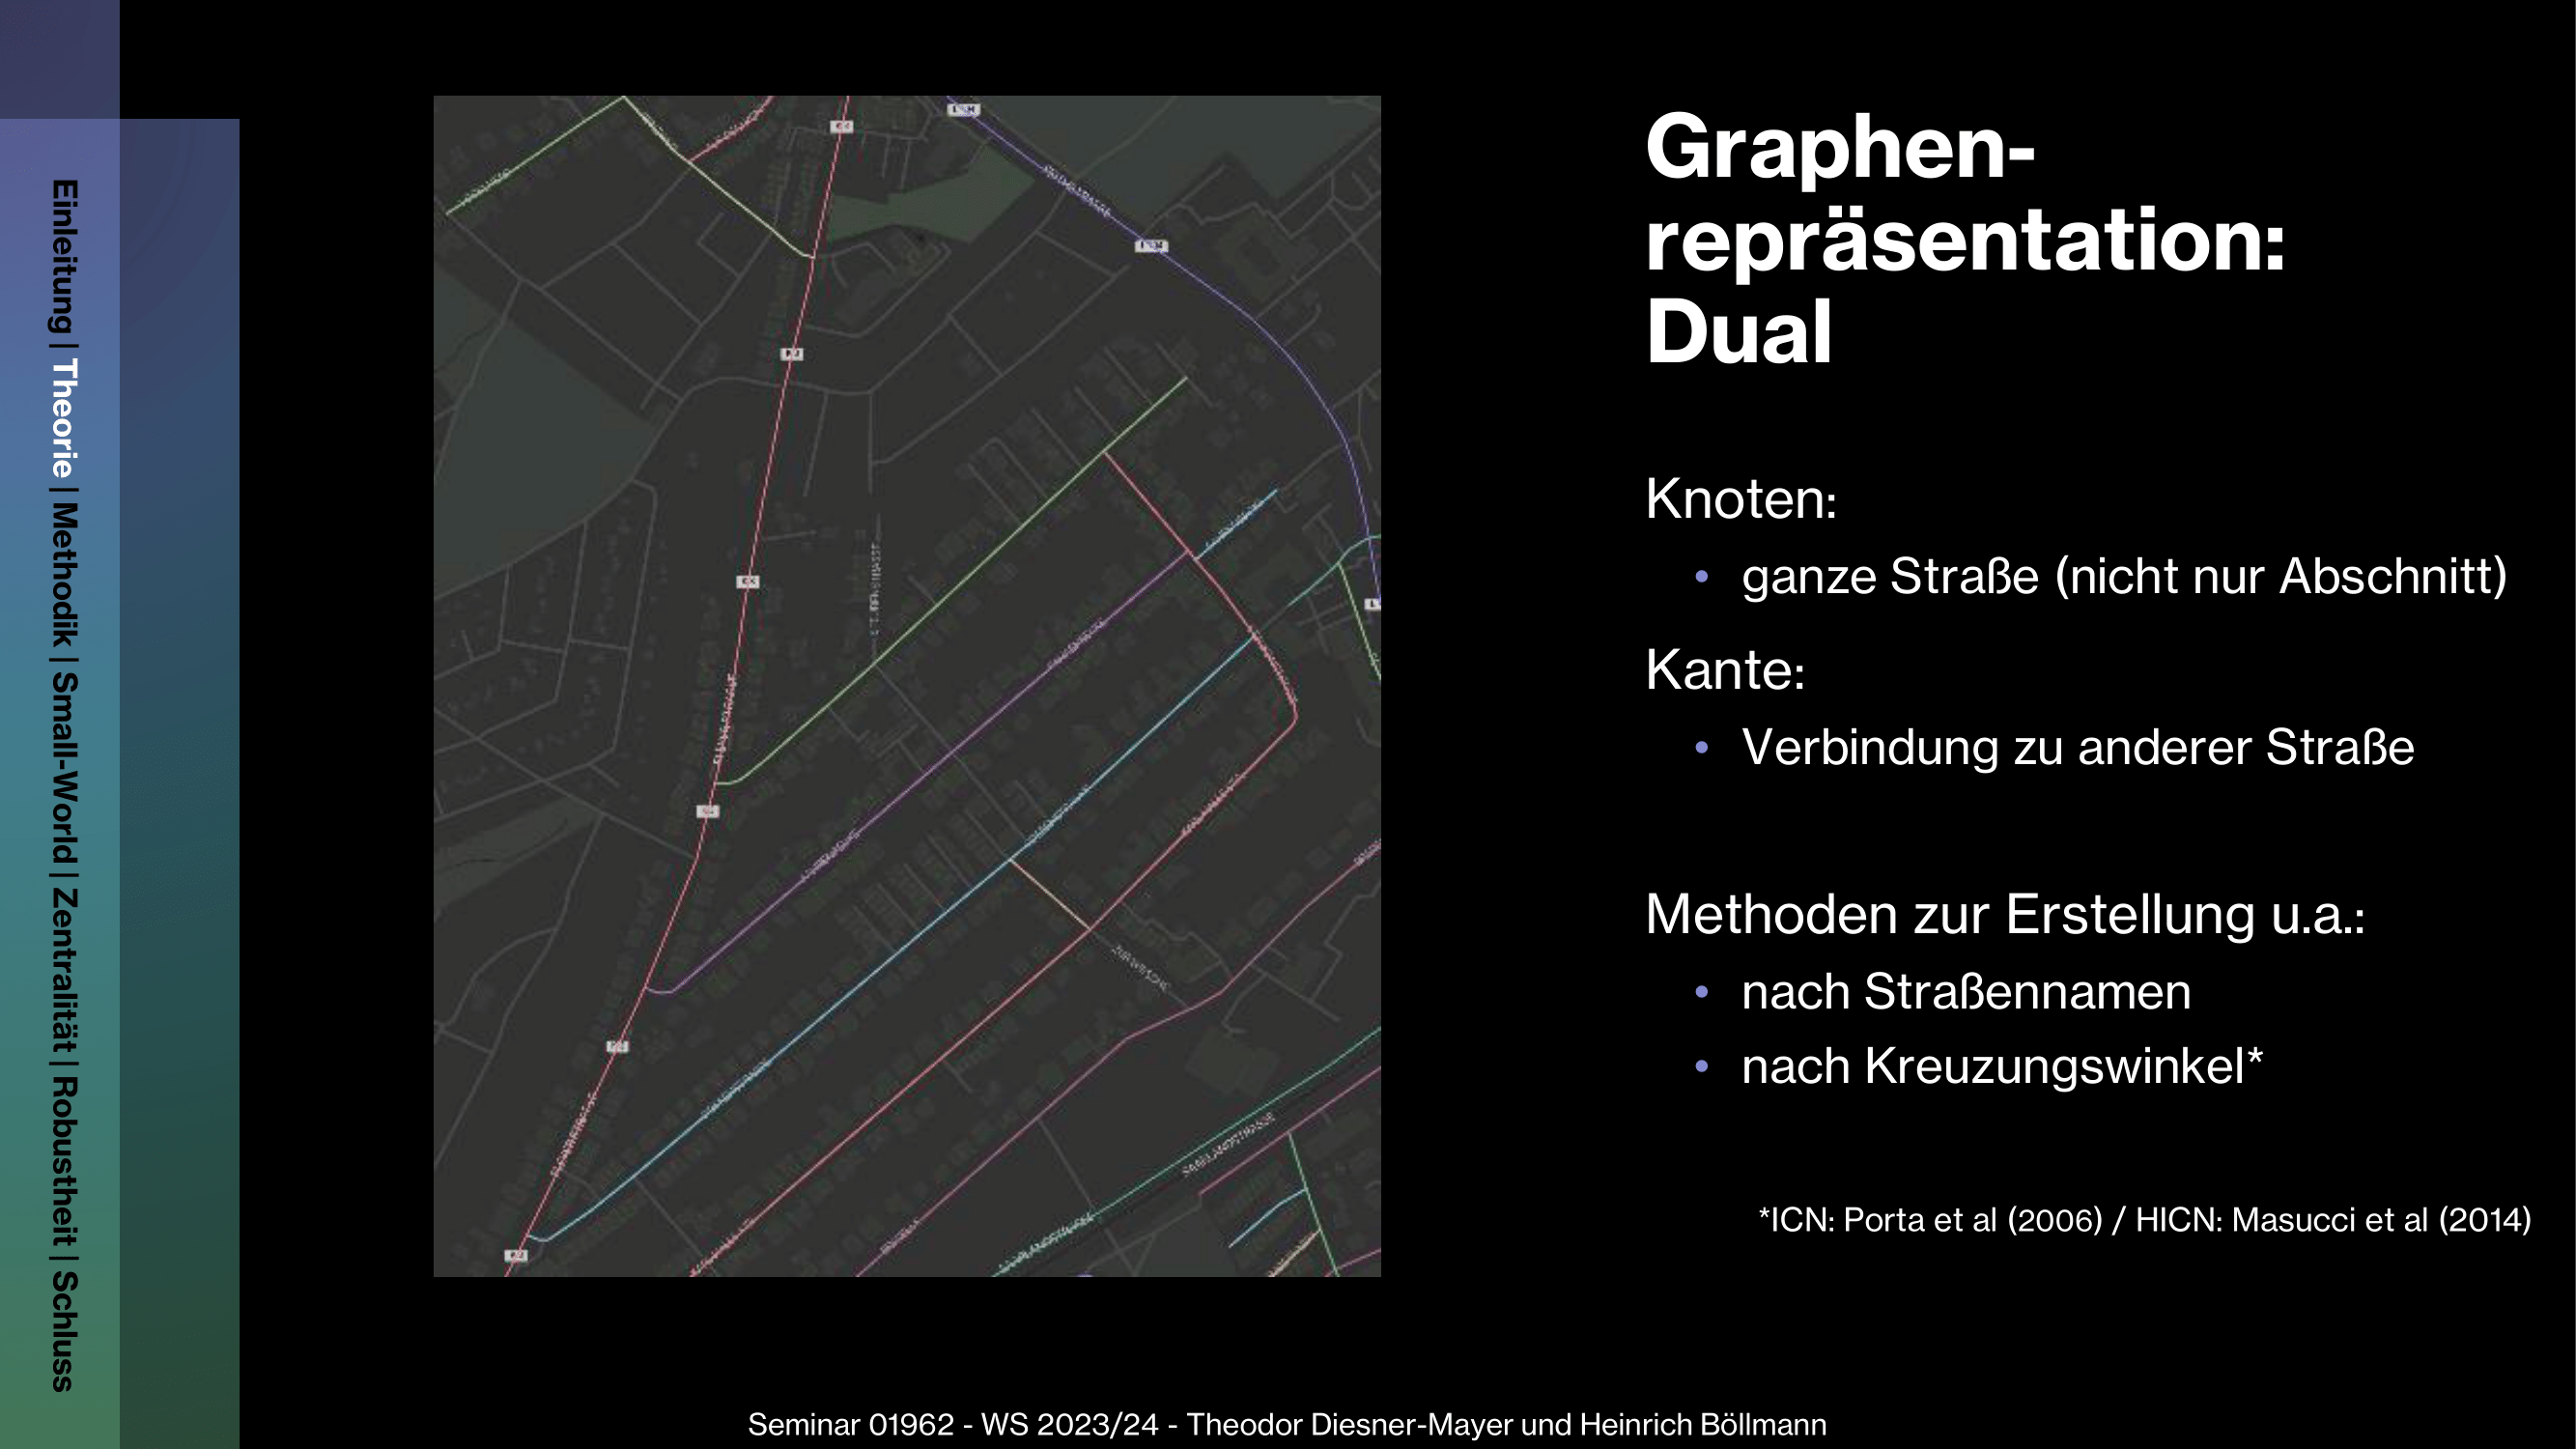 Einleitung | Theorie | Methodik | Small-World | Zentralität | Robustheit | Schluss
Graphen-
repräsentation:
Dual
Knoten:
• ganze Straße (nicht nur Abschnitt)
Kante:
• Verbindung zu anderer Straße
Methoden zur Erstellung u.a.:
• nach Straßennamen
• nach Kreuzungswinkel*
*ICN: Porta et al (2006) / HICN: Masucci et al (2014)
SAARLANDSTRASSE
Seminar 01962 - WS 2023/24 - Theodor Diesner-Mayer und Heinrich Böllmann